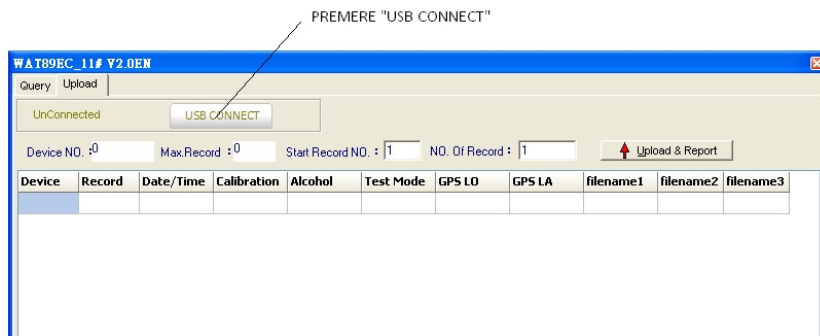 PREMERE "USB CONNECT"
WAT89EC_11# V2.0EN
Query Upload
UnConnected USB CONNECT
Device NO. :0 Max.Record :0 Start Record NO. : 1 NO. Of Record : 1 Upload & Report
Device Record Date/Time Calibration Alcohol Test Mode GPS LO GPS LA filename1 filename2 filename3